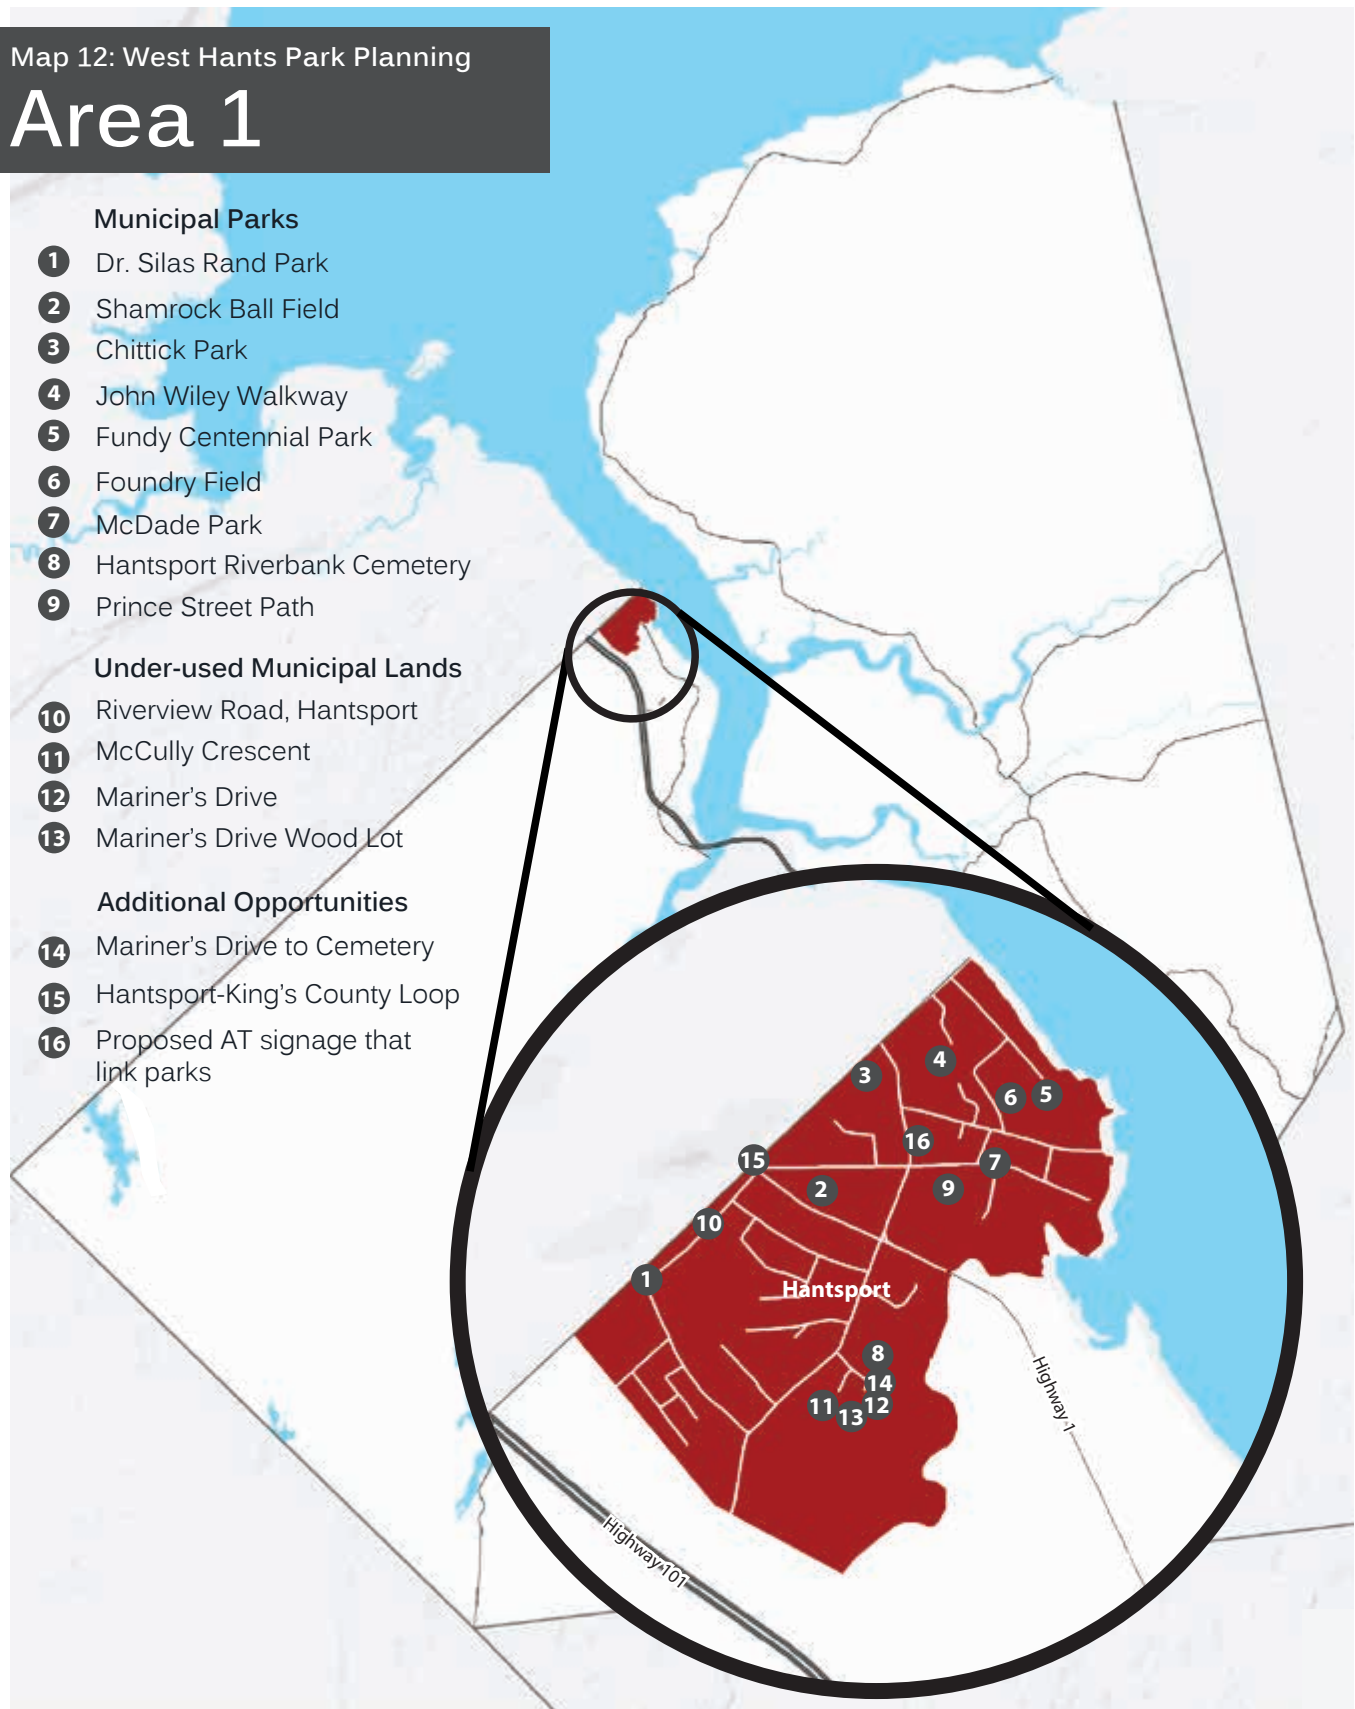 Map 12: West Hants Park Planning
Area 1
Municipal Parks
1 Dr. Silas Rand Park
2 Shamrock Ball Field
3 Chittick Park
4 John Wiley Walkway
5 Fundy Centennial Park
6 Foundry Field
7 McDade Park
8 Hantsport Riverbank Cemetery
9 Prince Street Path
Under-used Municipal Lands
10 Riverview Road, Hantsport
11 McCully Crescent
12 Mariner’s Drive
13 Mariner’s Drive Wood Lot
Additional Opportunities
14 Mariner’s Drive to Cemetery
15 Hantsport-King’s County Loop
16 Proposed AT signage that
link parks
4
3
6
5
16
15
7
2
9
10
1
Hantsport
8
14
11
12
13
Highway 1
Highway 101